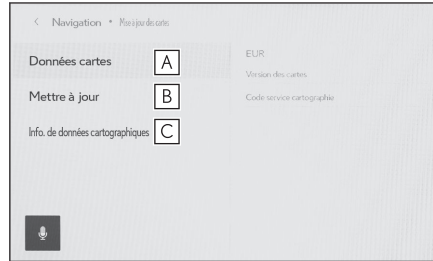 < Navigation • Mise à jour des cartes
Données cartes A
Mettre à jour B
Info. de données cartographiques C
EUR
Version des cartes
Code service cartographie